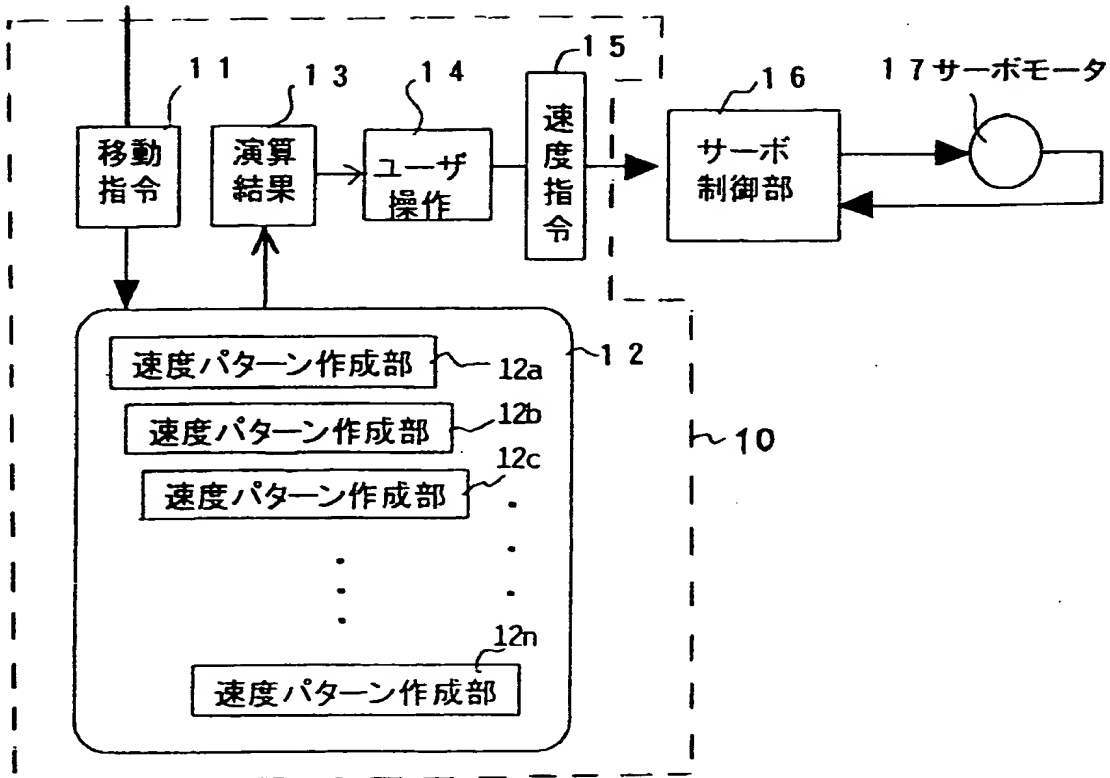 11
移動
指令
13
演算
結果
14
ユーザ
操作
15
速度指令
16
サーボ
制御部
17サーボモータ
速度パターン作成部
12a
速度パターン作成部
12b
速度パターン作成部
12c
速度パターン作成部
12n
12
10